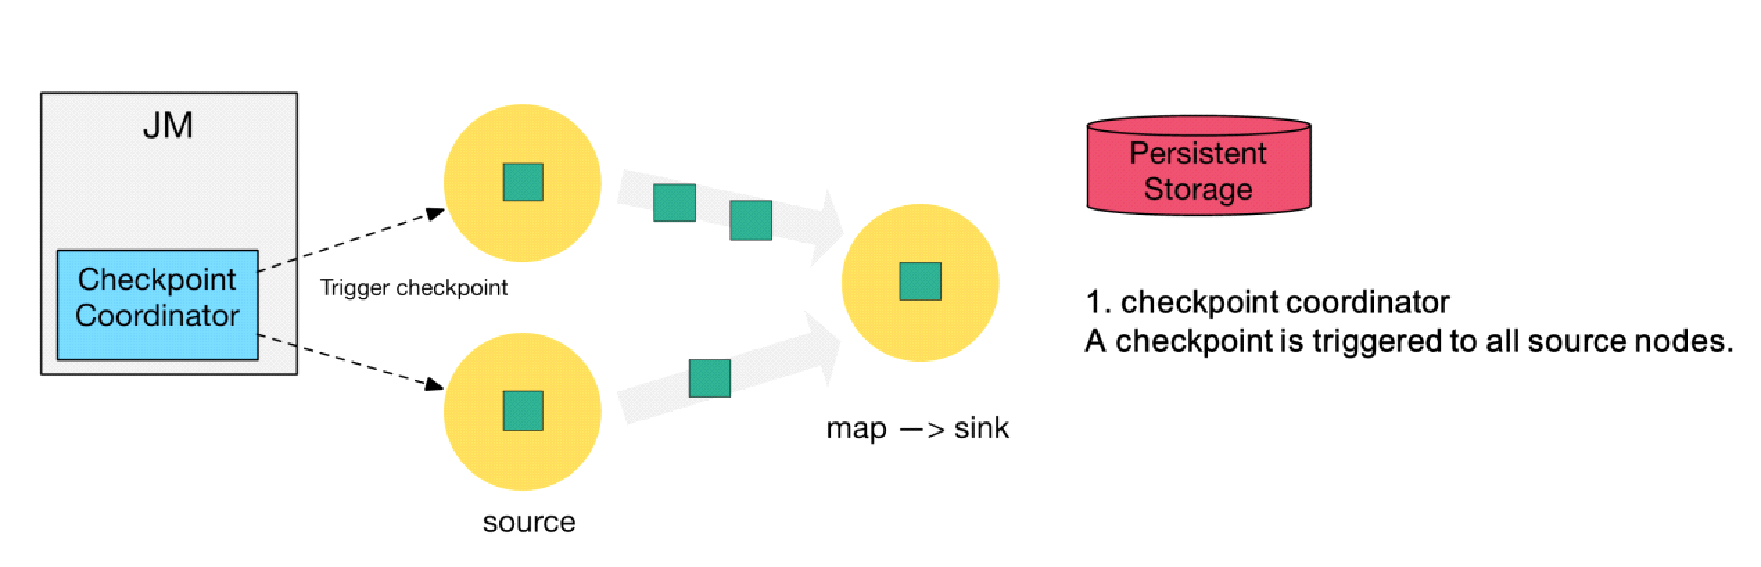 JM
Checkpoint
Coordinator
Trigger checkpoint
source
map —> sink
Persistent
Storage
1. checkpoint coordinator
A checkpoint is triggered to all source nodes.